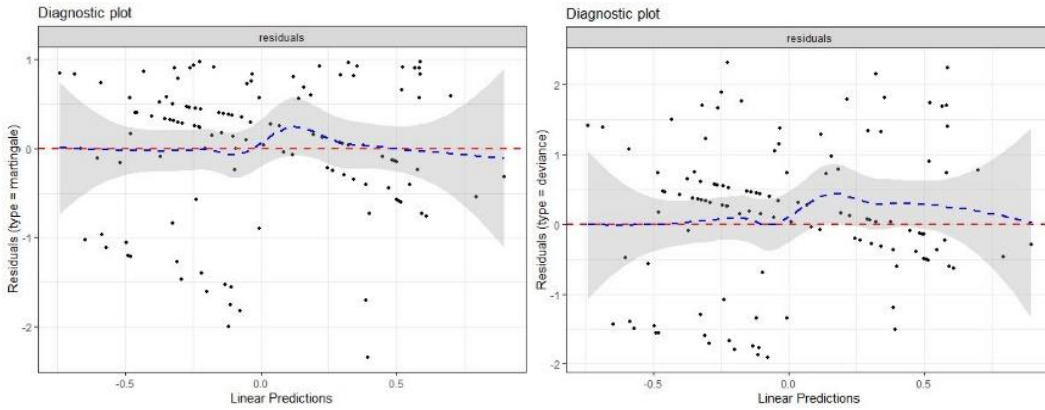 Diagnostic plot
residuals
1
0
-1
-2
Residuals (type = martingale)
-0.5
0.0
0.5
Linear Predictions
Diagnostic plot
residuals
2
1
0
-1
-2
Residuals (type = deviance)
-0.5
0.0
0.5
Linear Predictions